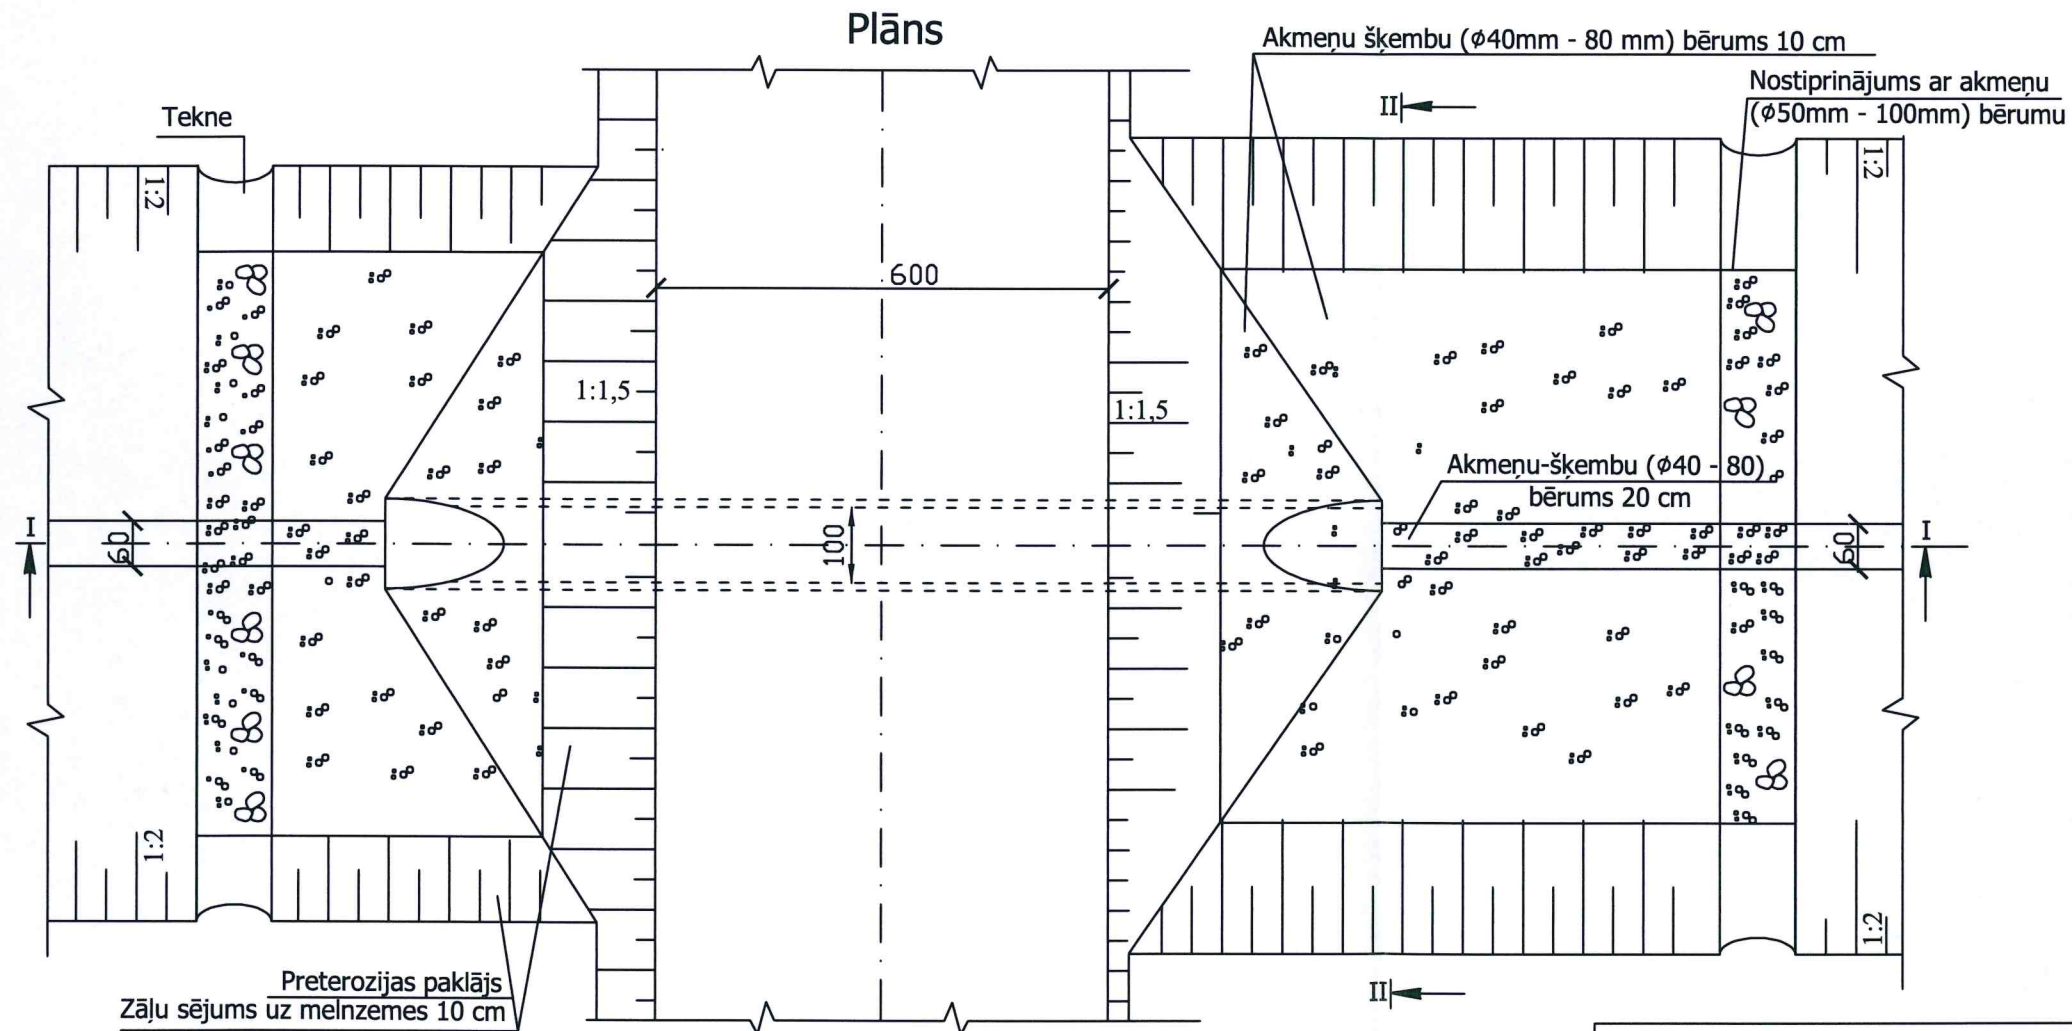 Plāns
Akmeņu šķembu (ϕ40mm - 80 mm) bērums 10 cm
Nostiprinājums ar akmeņu
(ϕ50mm - 100mm) bērumu
II
Tekne
1:2
1:2
600
1:1,5
1:1,5
Akmeņu-šķembu (ϕ40 - 80)
bērums 20 cm
I
60
100
60
I
1:2
1:2
Preterozijas paklājs
Zāļu sējums uz melnzemes 10 cm
II